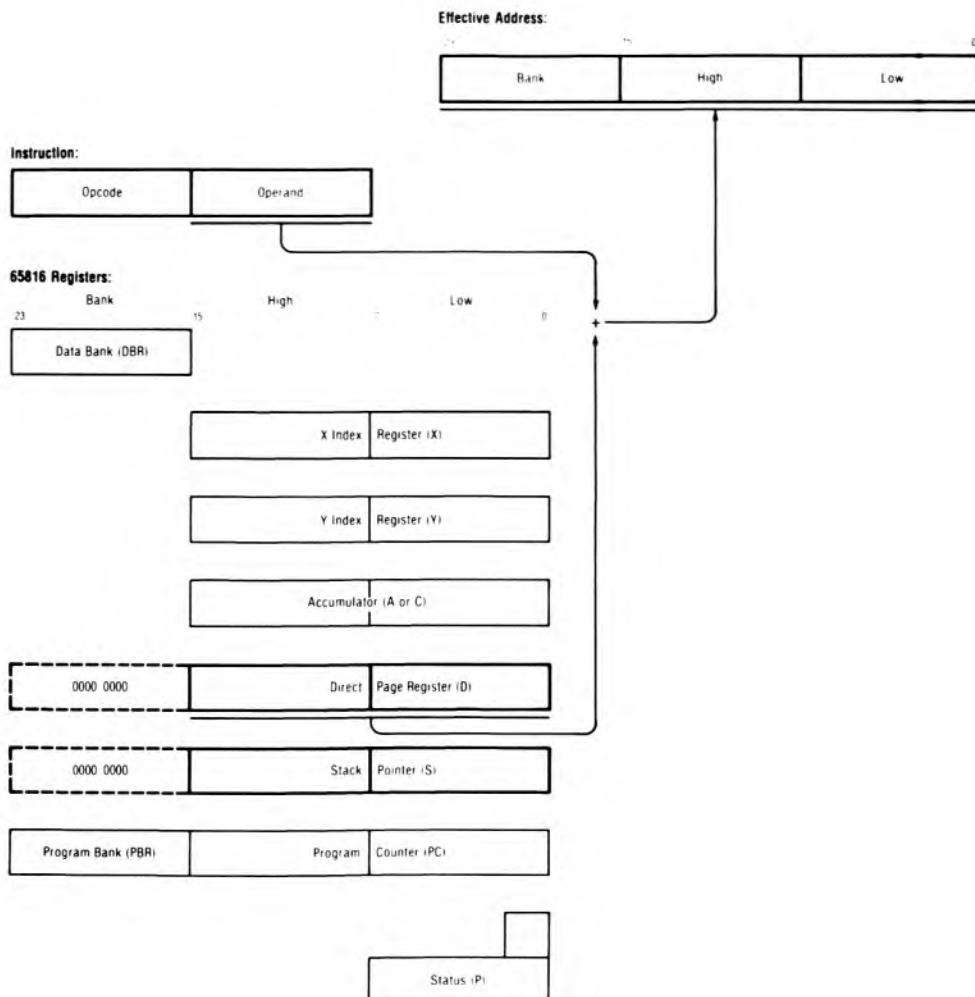 Effective Address:
Bank High Low
Instruction:
Opcode Operand
65816 Registers:
Bank High Low
23 15 0
+
Data Bank (DBR)
X Index Register (X)
Y Index Register (Y)
Accumulator (A or C)
0000 0000 Direct Page Register (D)
0000 0000 Stack Pointer (S)
Program Bank (PBR) Program Counter (PC)
Status (P)